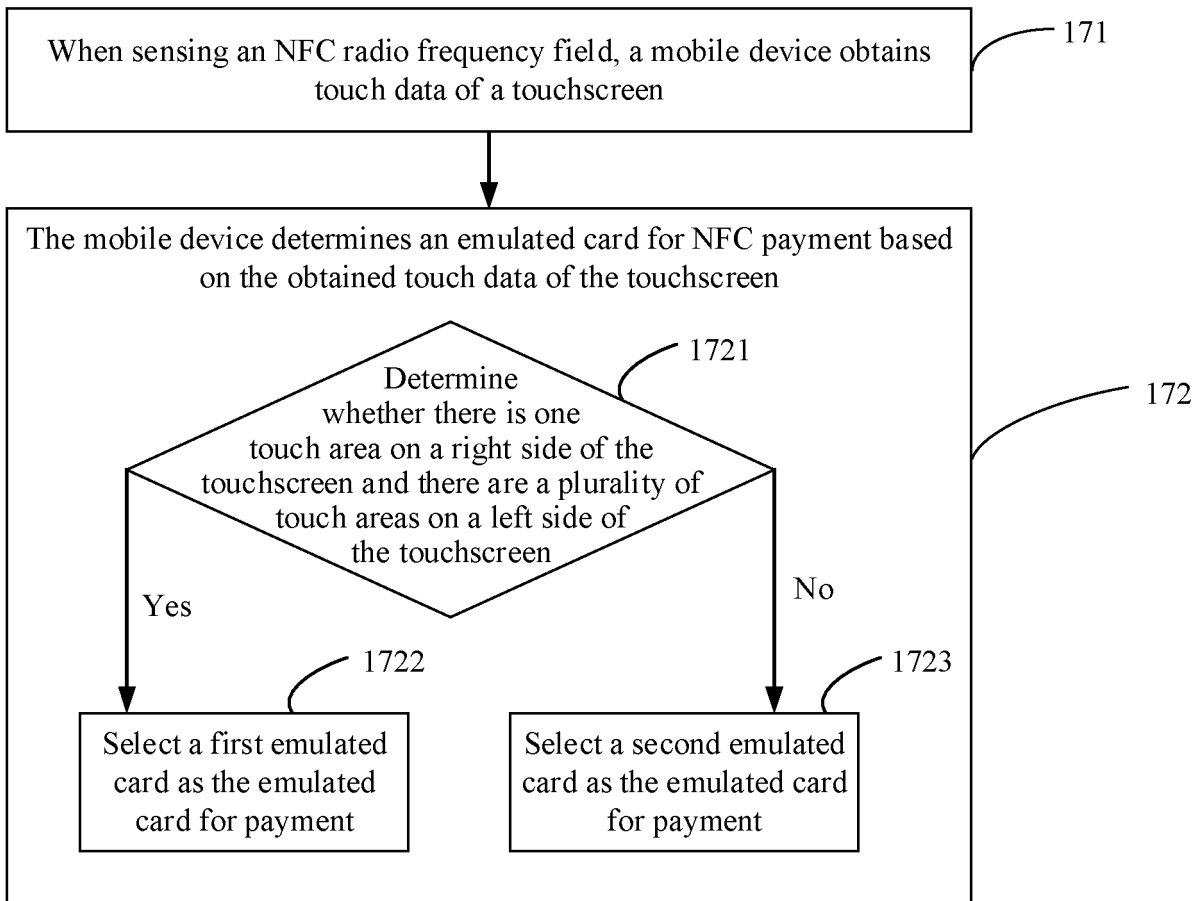 When sensing an NFC radio frequency field, a mobile device obtains
touch data of a touchscreen
171
The mobile device determines an emulated card for NFC payment based
on the obtained touch data of the touchscreen
1721
Determine
whether there is one
touch area on a right side of the
touchscreen and there are a plurality of
touch areas on a left side of
the touchscreen
172
Yes
No
1722
1723
Select a first emulated
card as the emulated
card for payment
Select a second emulated
card as the emulated card
for payment